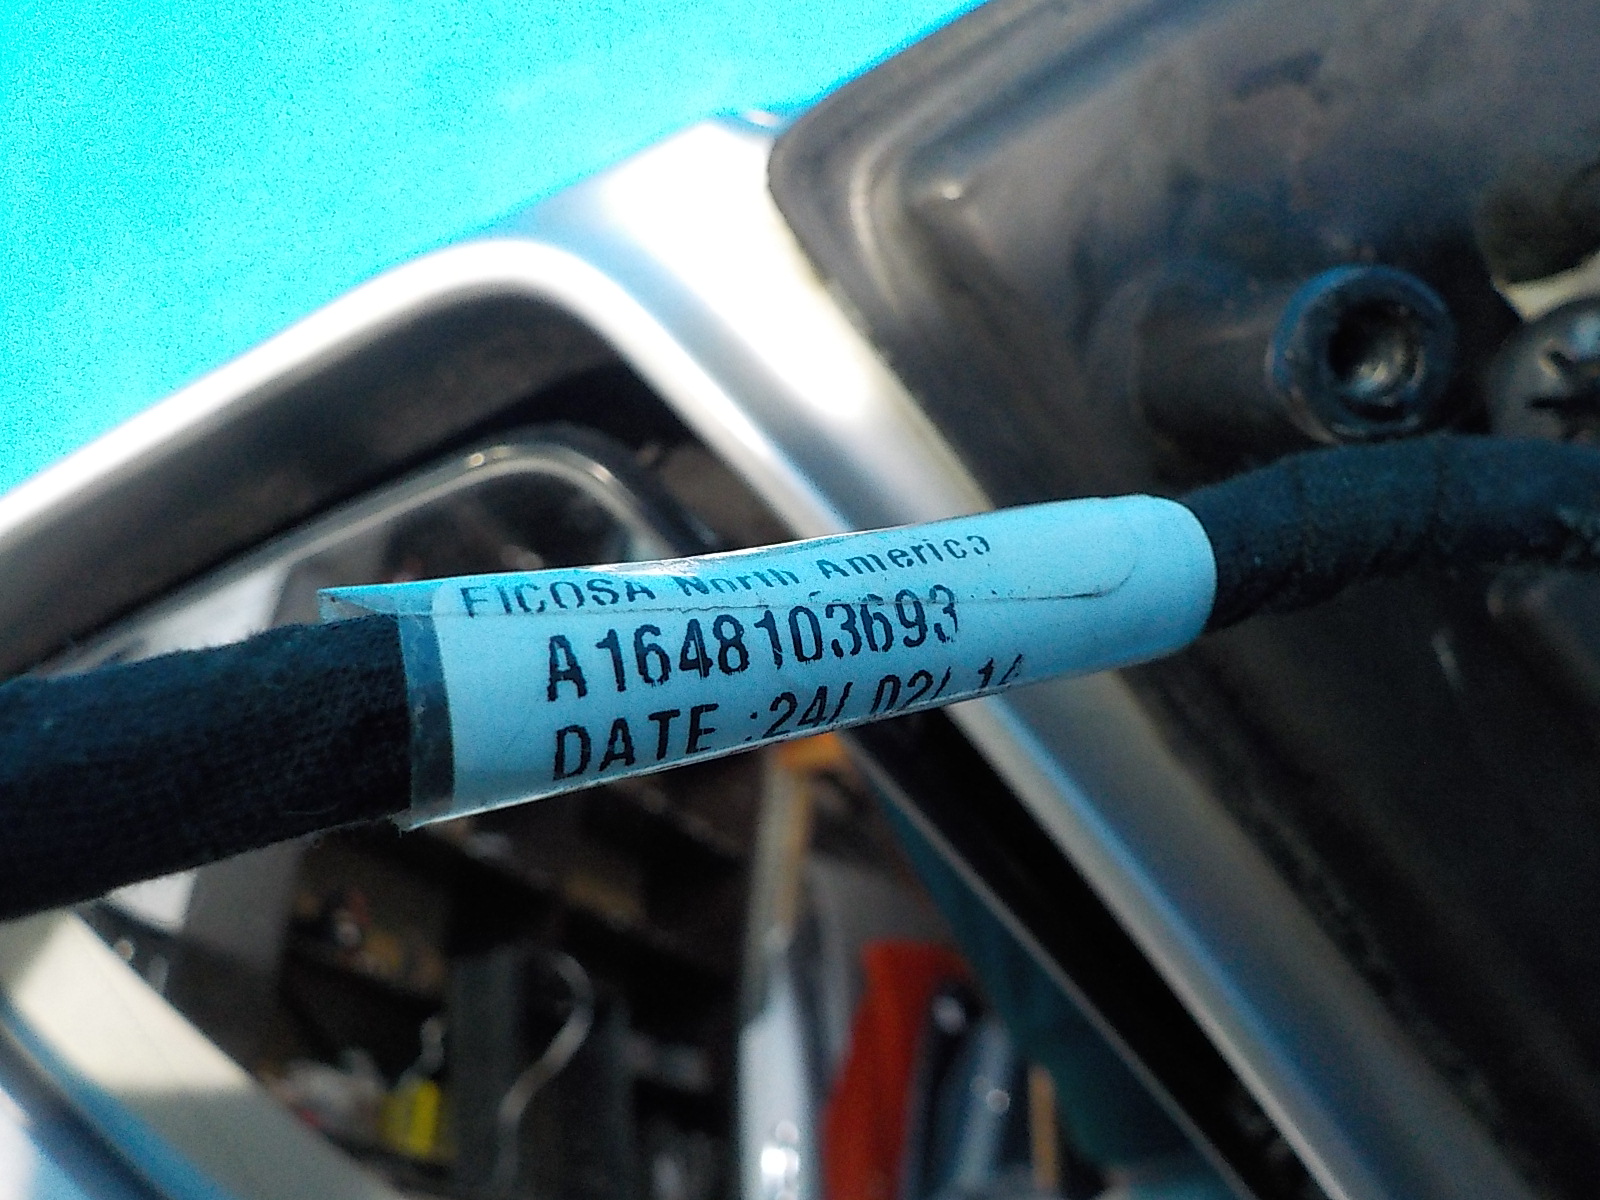 FICOSA North America
A1648103693
DATE :24/ 02/ 14